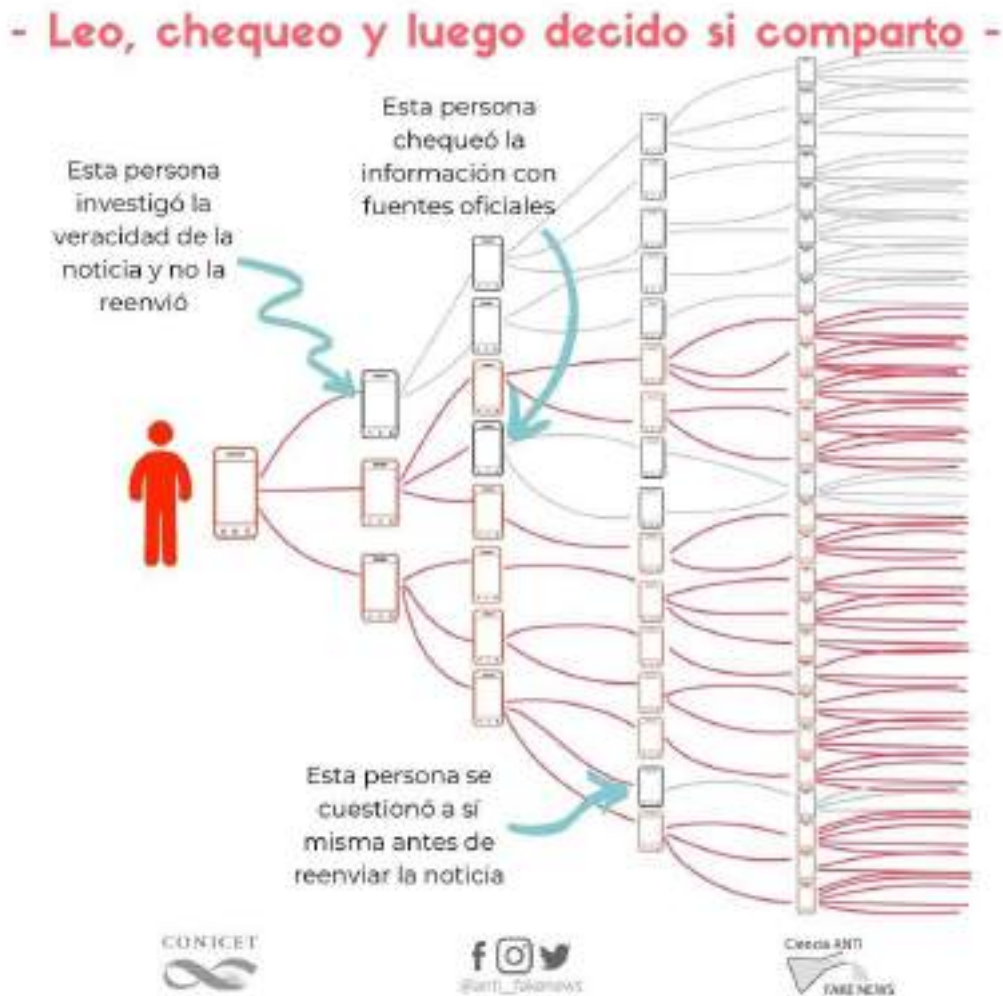 - Leo, chequeo y luego decido si comparto -
Esta persona
investigó la
veracidad de la
noticia y no la
reenvió
Esta persona
chequeó la
información con
fuentes oficiales
Esta persona se
cuestionó a sí
misma antes de
reenviar la noticia
CONICET
@anti_fakenews
Ciencia ANTI
FAKE NEWS